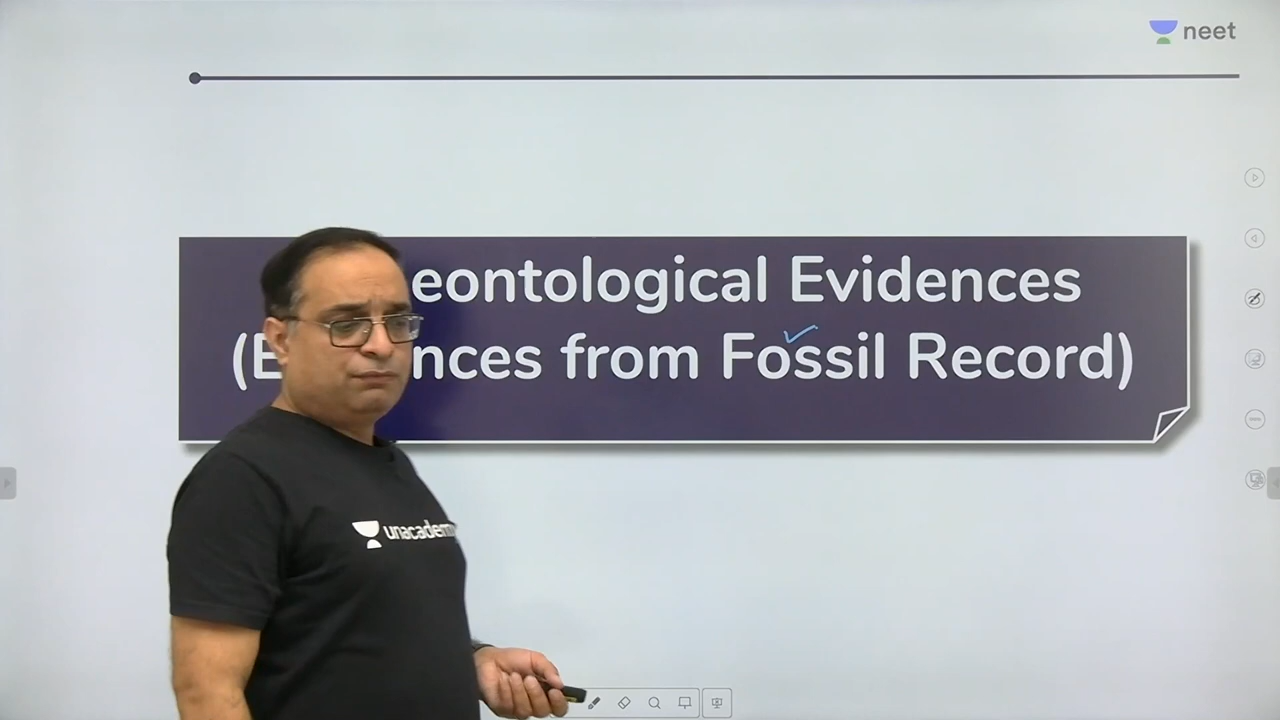 neet
eontological Evidences
(E nces from Fossil Record)
unacadem